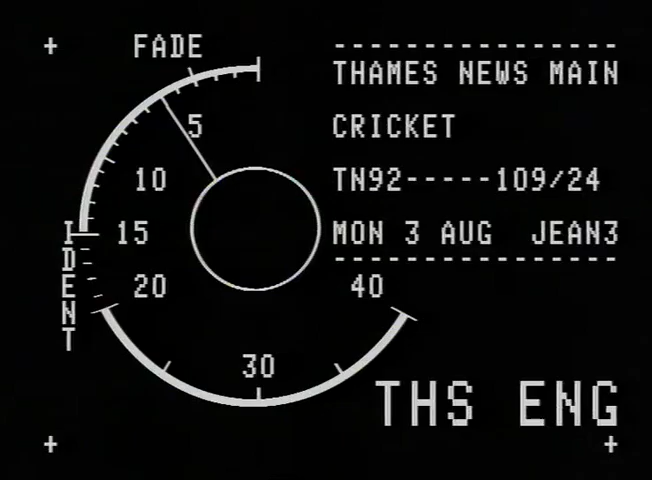 FADE
----------------
THAMES NEWS MAIN
CRICKET
TN92-----109/24
MON 3 AUG JEAN3
----------------
5
10
15
20
30
40
IDENT
THS ENG